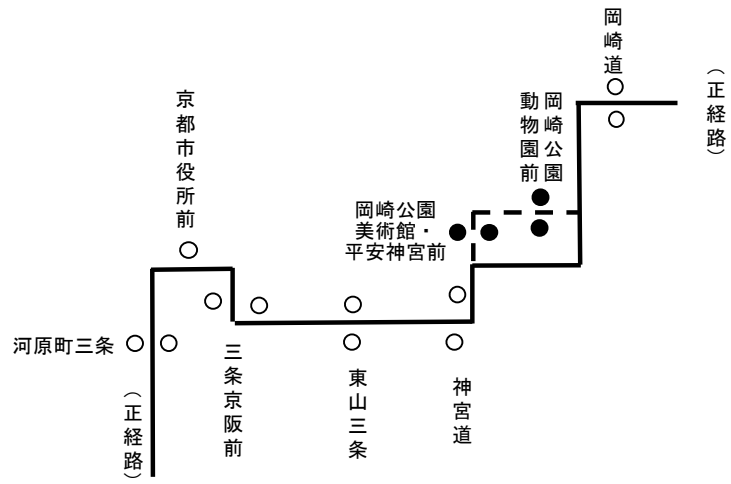 岡崎道
（正経路）
岡崎公園
動物園前
京都市役所前
岡崎公園
美術館・
平安神宮前
河原町三条
三条京阪前
東山三条
神宮道
（正経路）